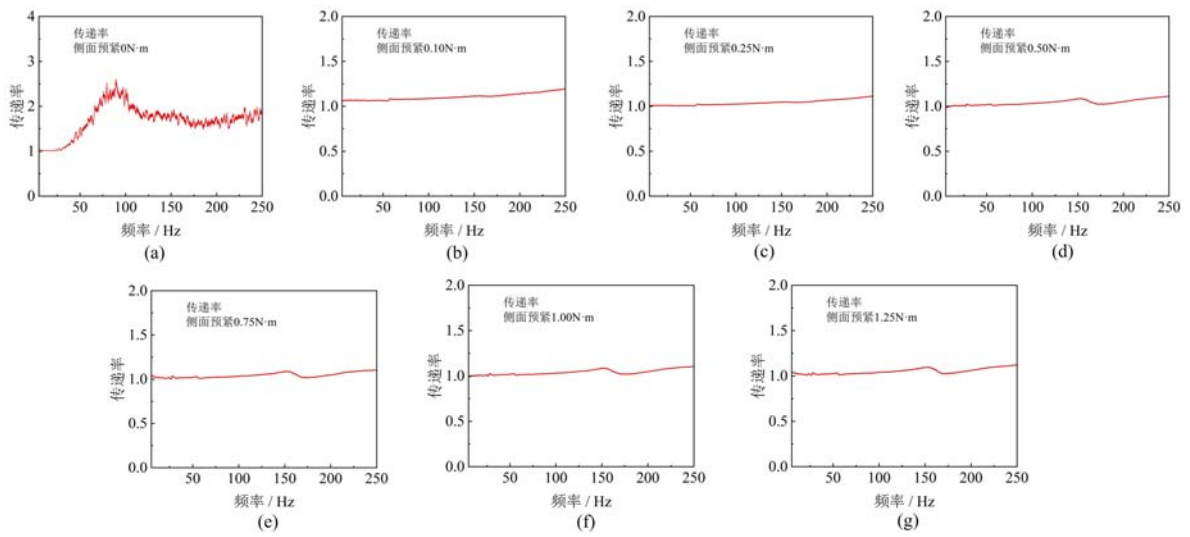 4
3
2
1
0
传递率
传递率
侧面预紧0N·m
50
100
150
200
250
频率 / Hz
(a)
2.0
1.5
1.0
0.5
0.0
传递率
传递率
侧面预紧0.10N·m
50
100
150
200
250
频率 / Hz
(b)
2.0
1.5
1.0
0.5
0.0
传递率
传递率
侧面预紧0.25N·m
50
100
150
200
250
频率 / Hz
(c)
2.0
1.5
1.0
0.5
0.0
传递率
传递率
侧面预紧0.50N·m
50
100
150
200
250
频率 / Hz
(d)
2.0
1.5
1.0
0.5
0.0
传递率
传递率
侧面预紧0.75N·m
50
100
150
200
250
频率 / Hz
(e)
2.0
1.5
1.0
0.5
0.0
传递率
传递率
侧面预紧1.00N·m
50
100
150
200
250
频率 / Hz
(f)
2.0
1.5
1.0
0.5
0.0
传递率
传递率
侧面预紧1.25N·m
50
100
150
200
250
频率 / Hz
(g)